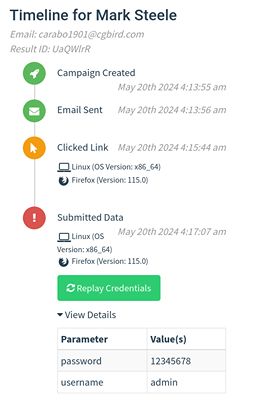 Timeline for Mark Steele
Email: carabo1901@cgbird.com
Result ID: UaQWlrR
Campaign Created
May 20th 2024 4:13:55 am
Email Sent
May 20th 2024 4:13:56 am
Clicked Link
May 20th 2024 4:15:44 am
Linux (OS Version: x86_64)
Firefox (Version: 115.0)
Submitted Data
May 20th 2024 4:17:07 am
Linux (OS
Version: x86_64)
Firefox (Version: 115.0)
Replay Credentials
View Details
Parameter Value(s)
password 12345678
username admin